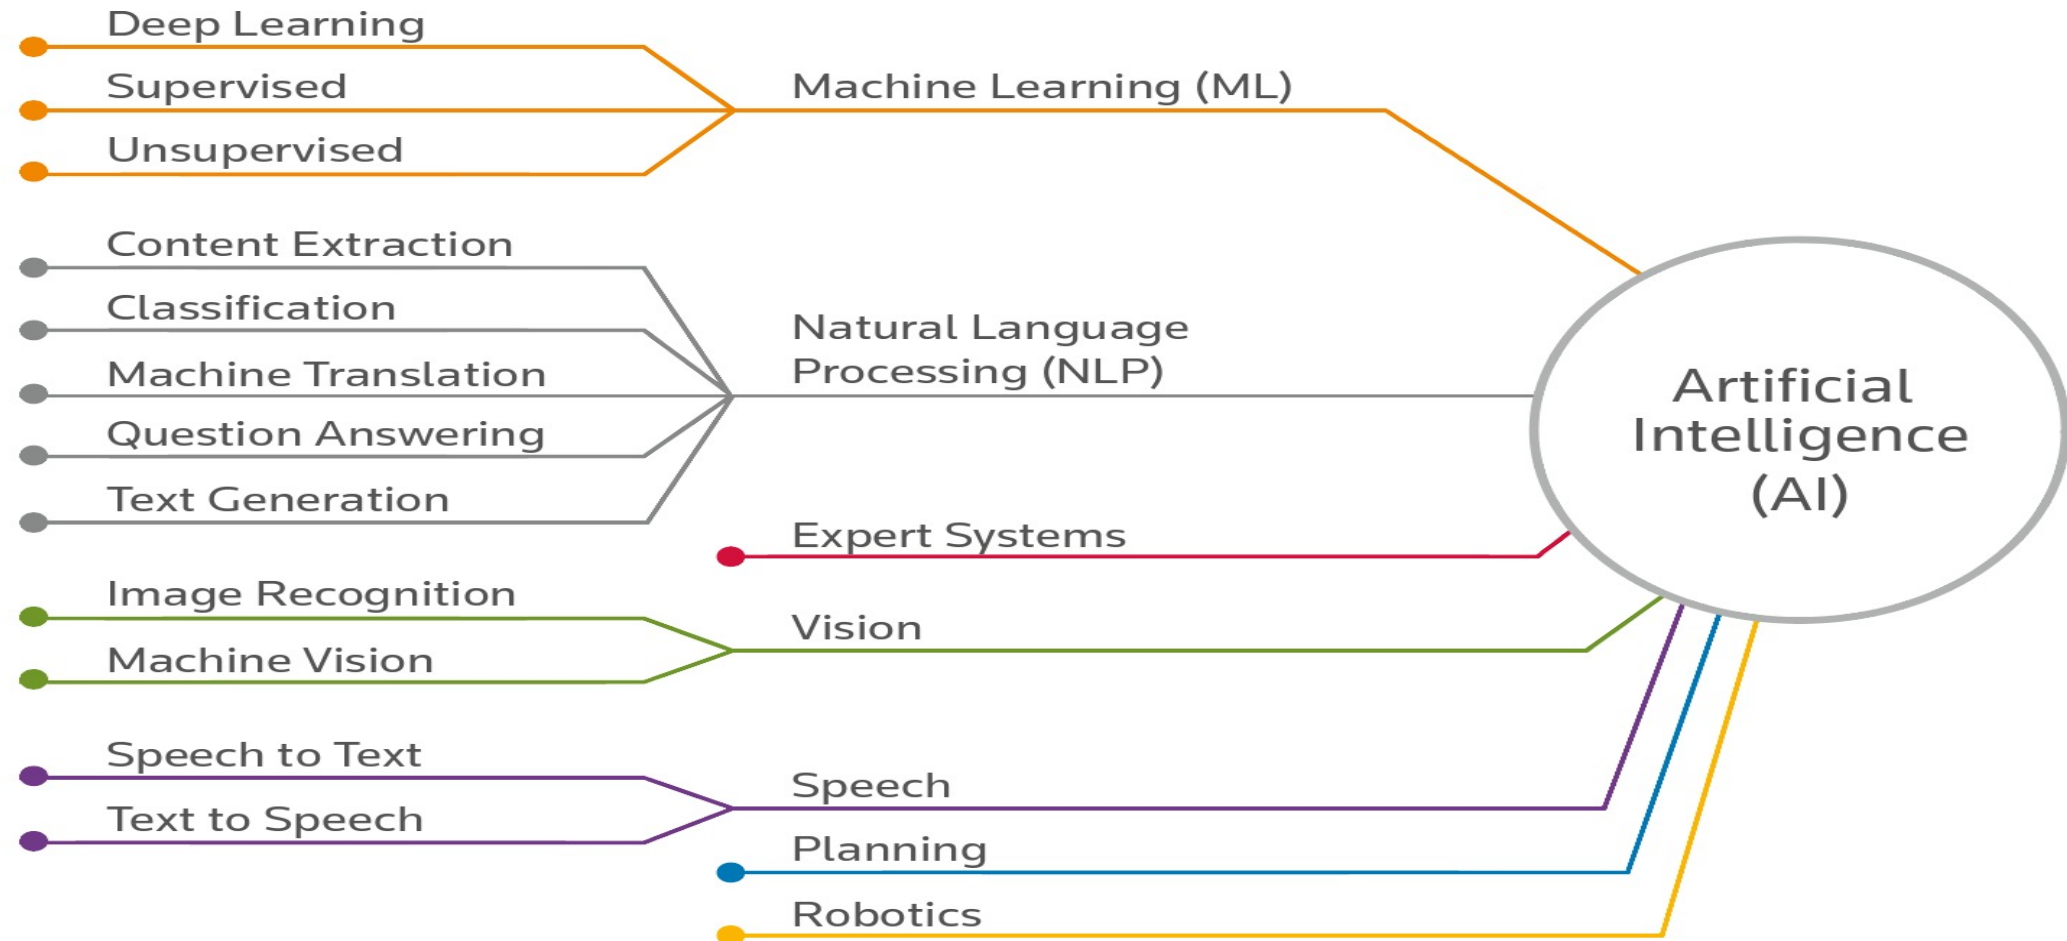 Deep Learning
Supervised
Unsupervised
Machine Learning (ML)
Content Extraction
Classification
Machine Translation
Question Answering
Text Generation
Natural Language
Processing (NLP)
Expert Systems
Image Recognition
Machine Vision
Vision
Speech to Text
Text to Speech
Speech
Planning
Robotics
Artificial
Intelligence
(AI)